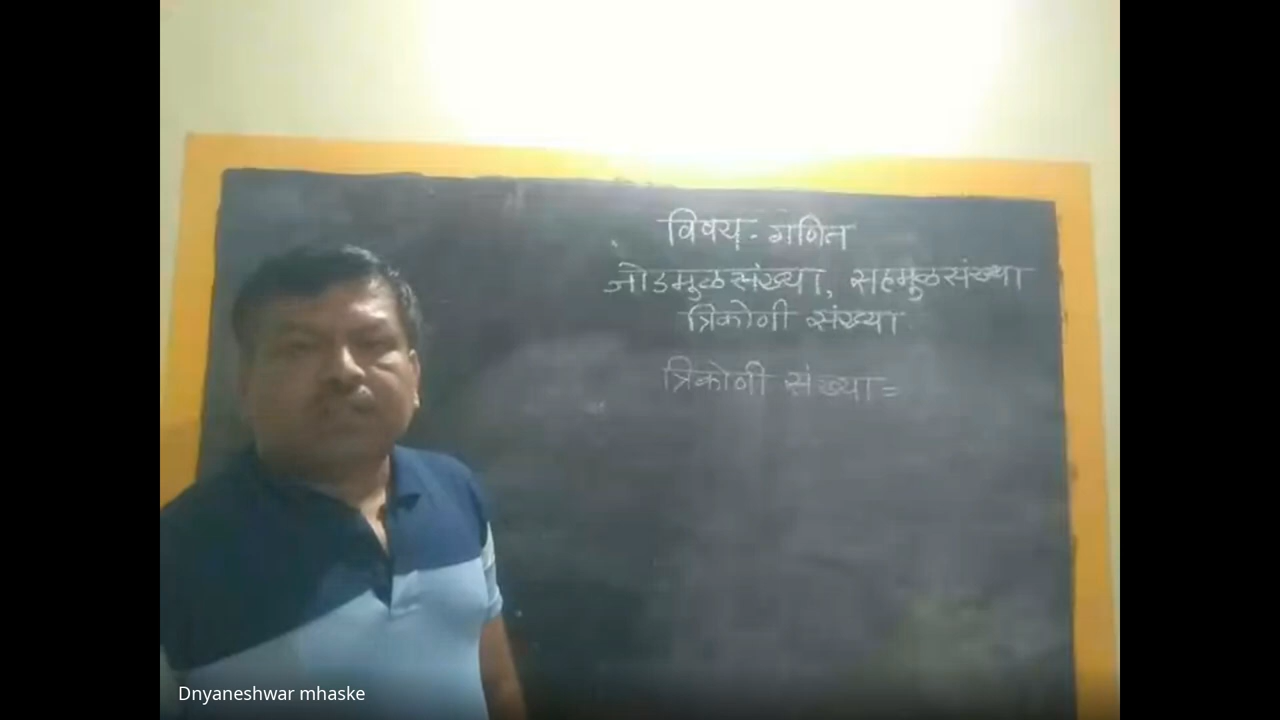 विषय - गणित
जोडमुळसंख्या, सहमुळसंख्या
त्रिकोणी संख्या
त्रिकोणी संख्या=
Dnyaneshwar mhaske